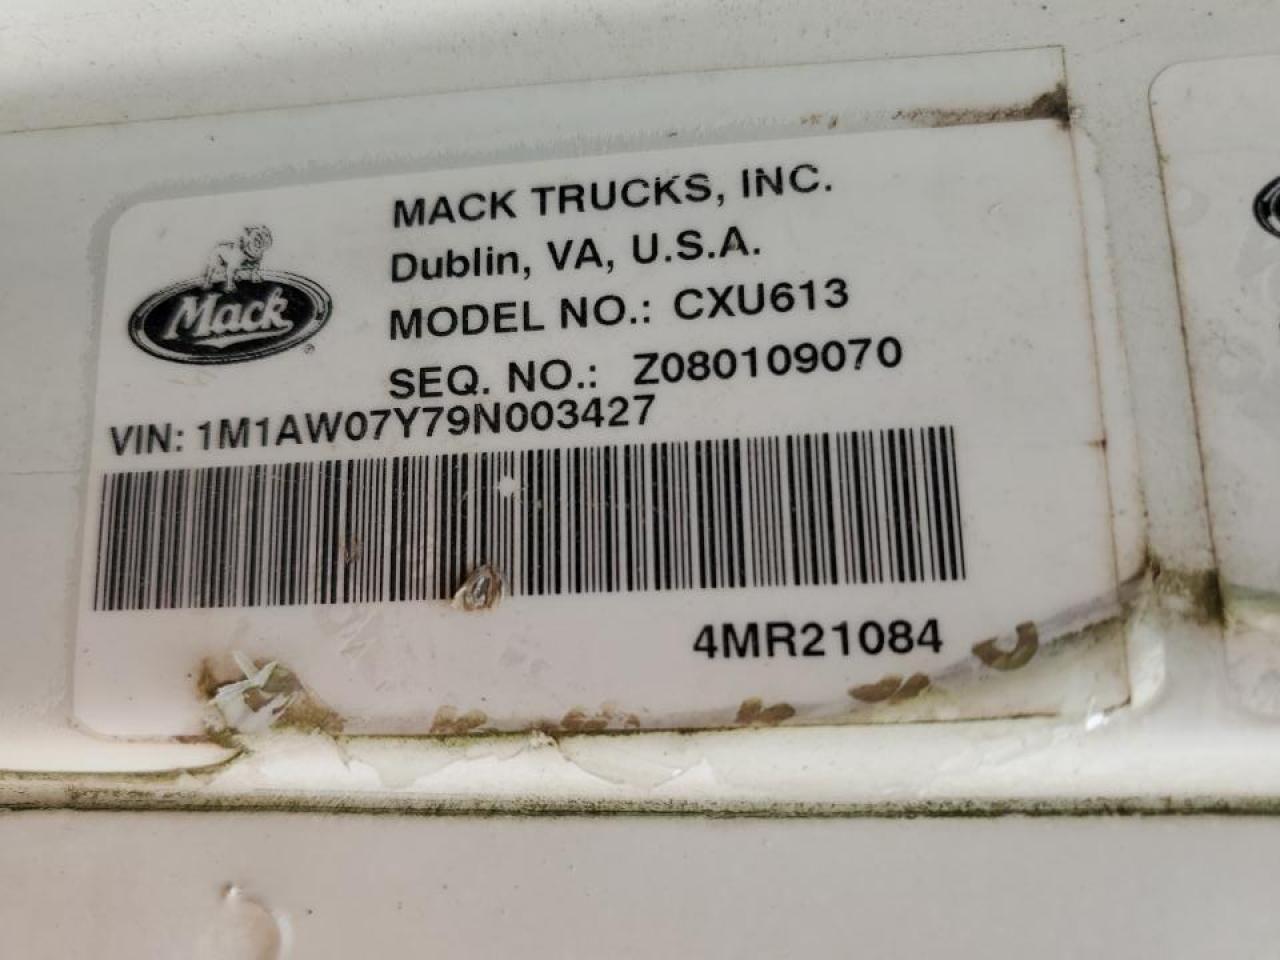 MACK TRUCKS, INC.
Dublin, VA, U.S.A.
Mack
MODEL NO.: CXU613
SEQ. NO.: Z080109070
VIN: 1M1AW07Y79N003427
4MR21084